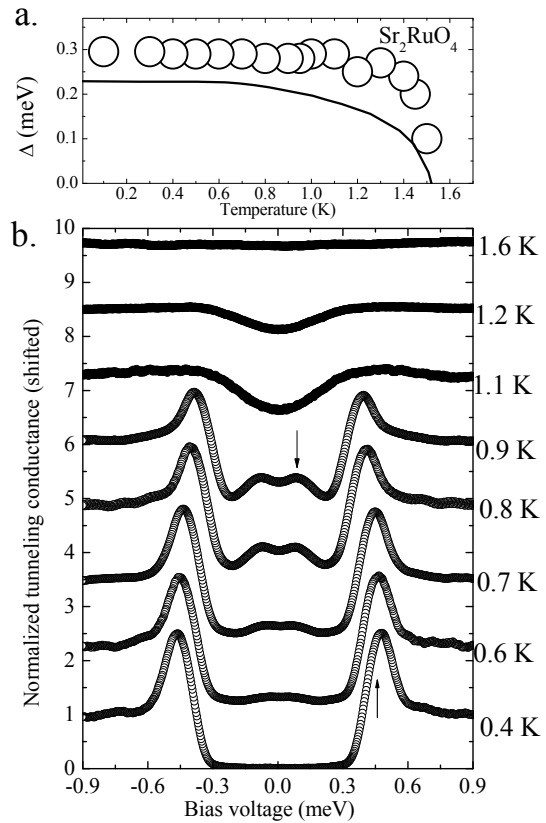 a.
Sr₂RuO₄
Δ (meV)
0.3
0.2
0.1
0.0
0.2 0.4 0.6 0.8 1.0 1.2 1.4 1.6
Temperature (K)
b.
Normalized tunneling conductance (shifted)
10
9
8
7
6
5
4
3
2
1
0
1.6 K
1.2 K
1.1 K
0.9 K
0.8 K
0.7 K
0.6 K
0.4 K
-0.9 -0.6 -0.3 0.0 0.3 0.6 0.9
Bias voltage (meV)